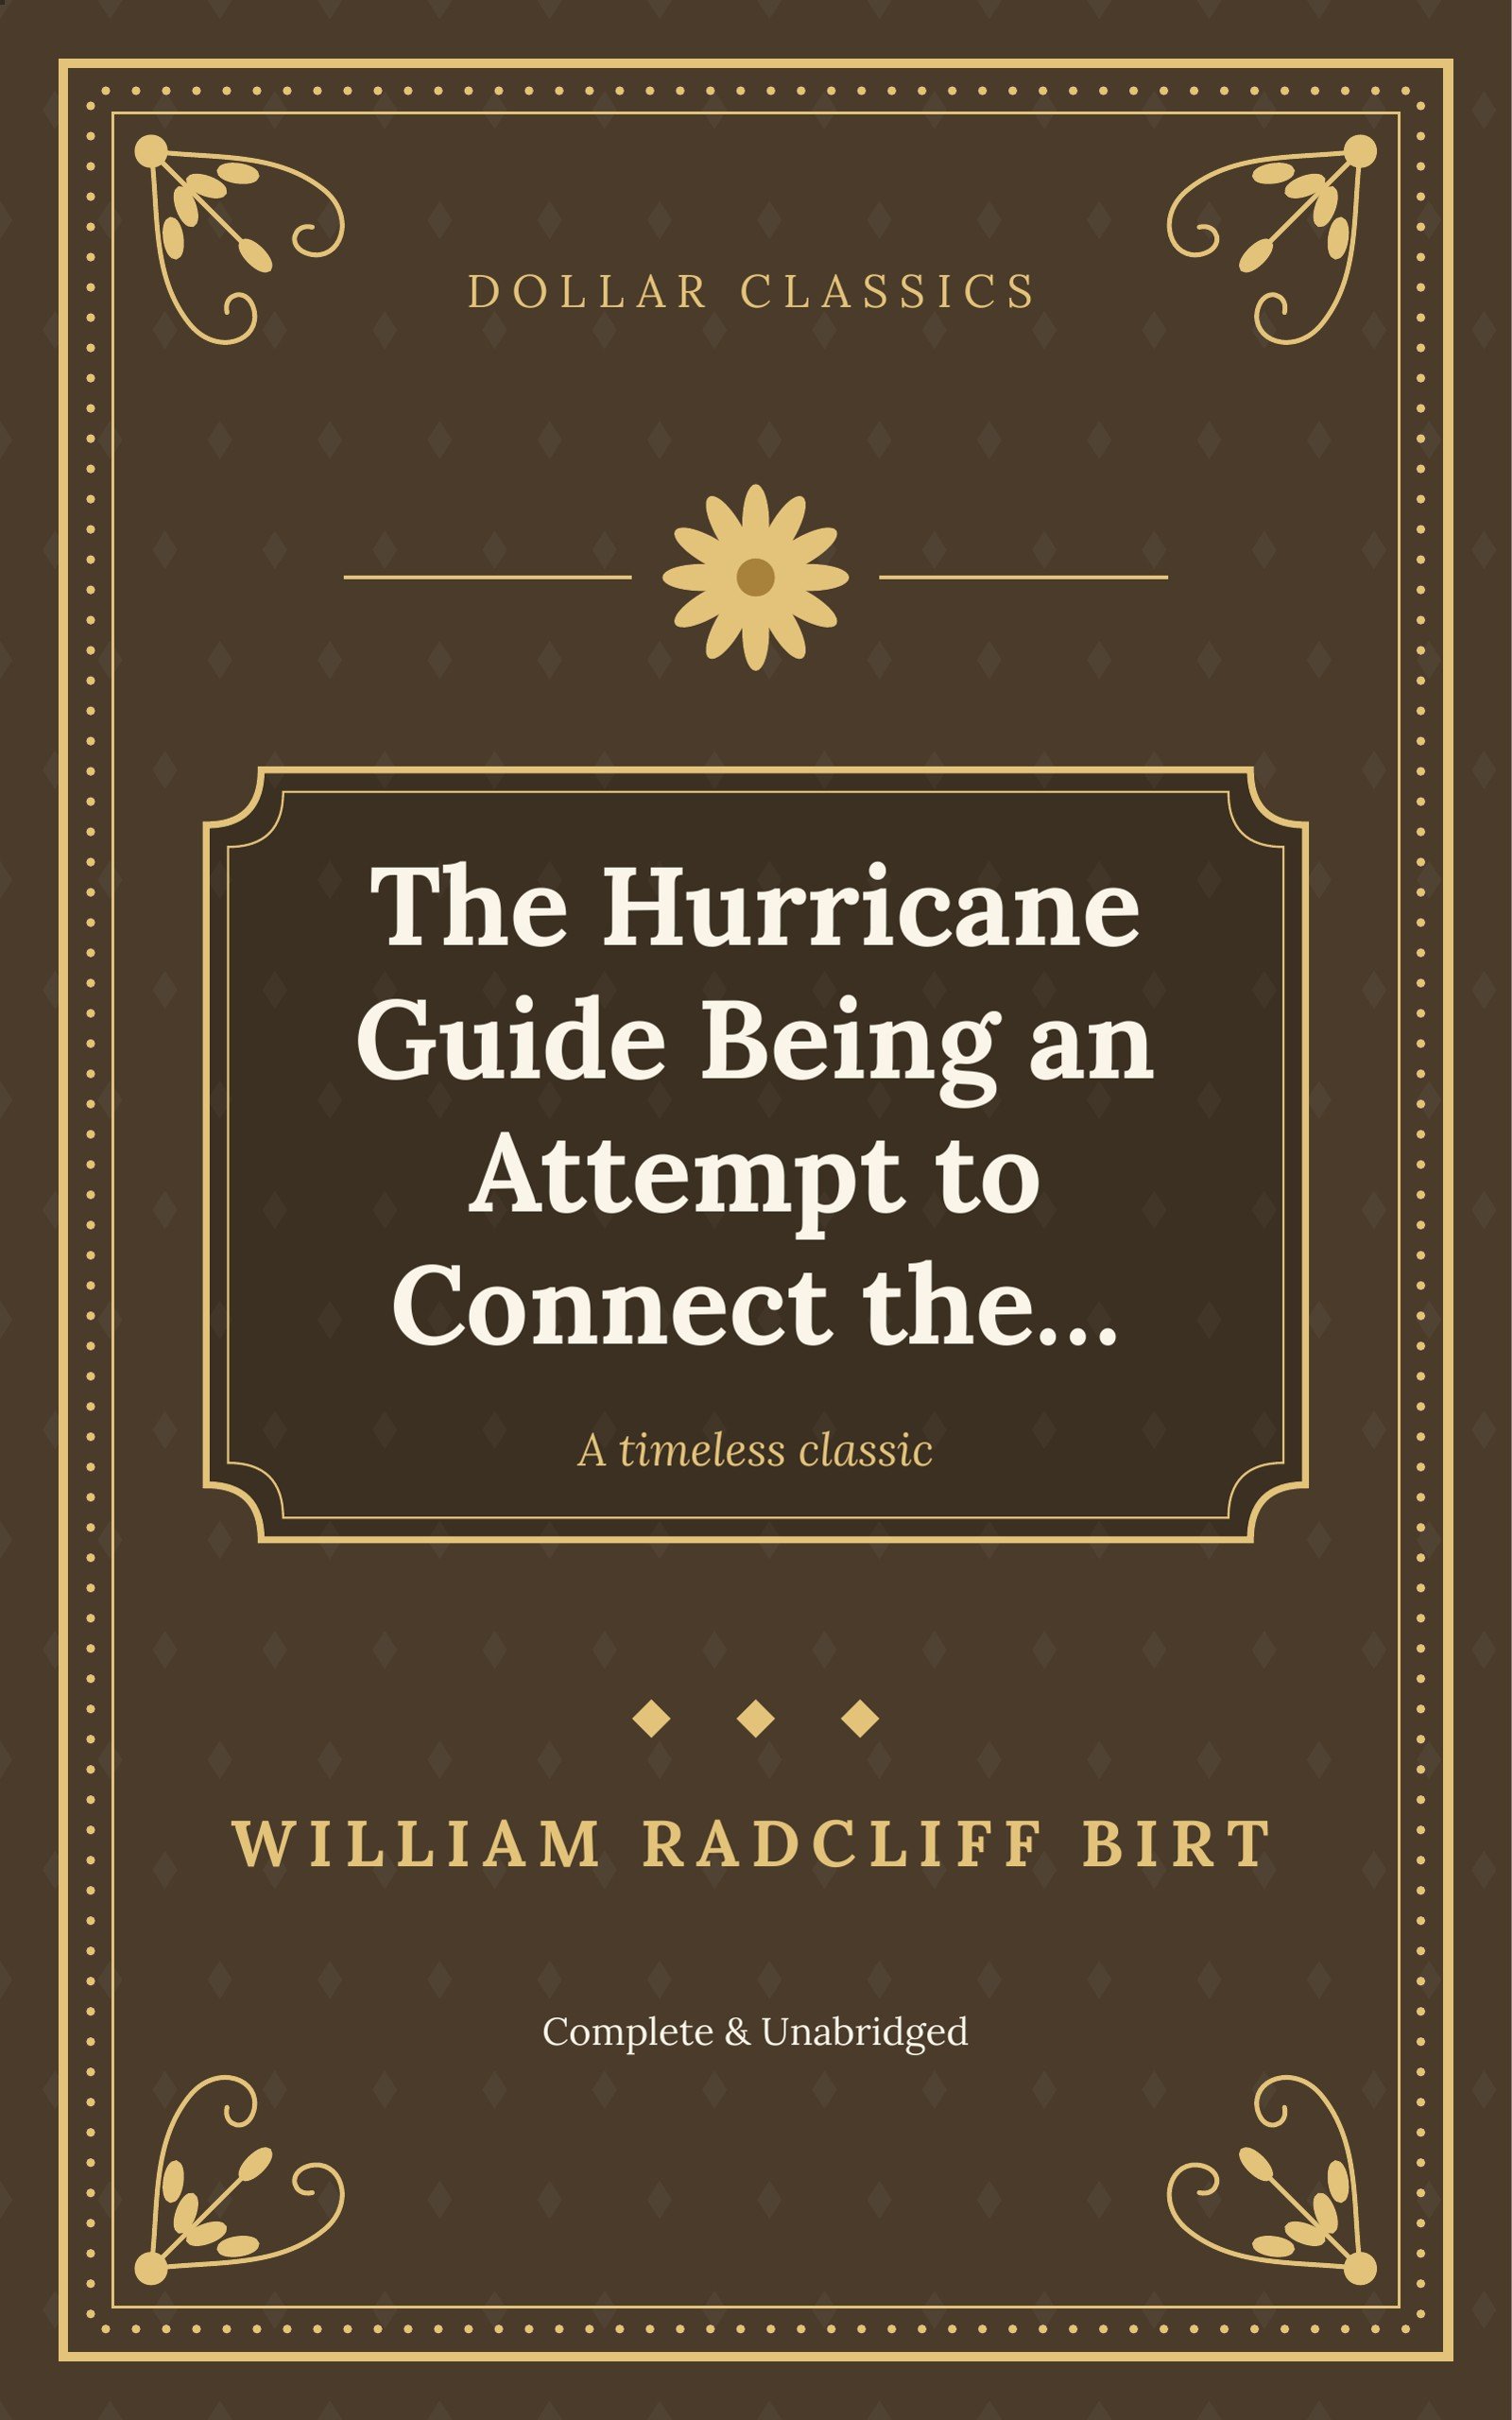 DOLLAR CLASSICS
The Hurricane
Guide Being an
Attempt to
Connect the...
A timeless classic
WILLIAM RADCLIFF BIRT
Complete & Unabridged